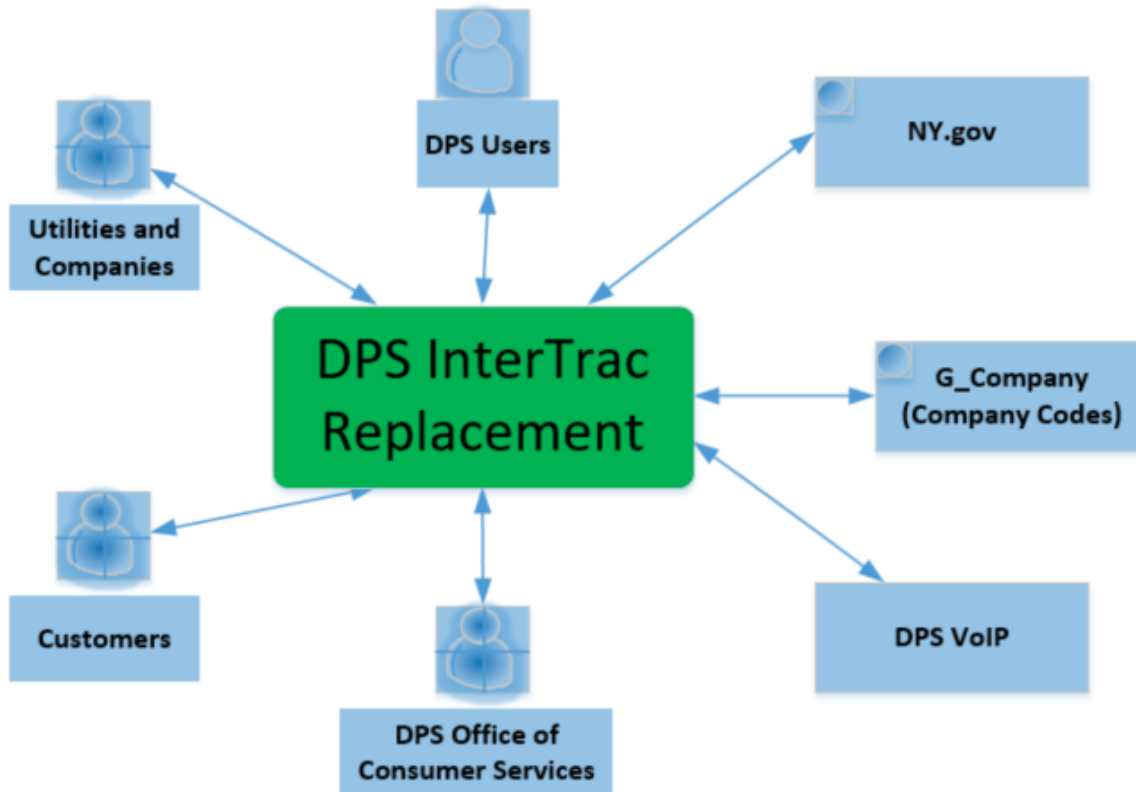 DPS Users
NY.gov
Utilities and
Companies
DPS InterTrac
Replacement
G_Company
(Company Codes)
Customers
DPS VoIP
DPS Office of
Consumer Services